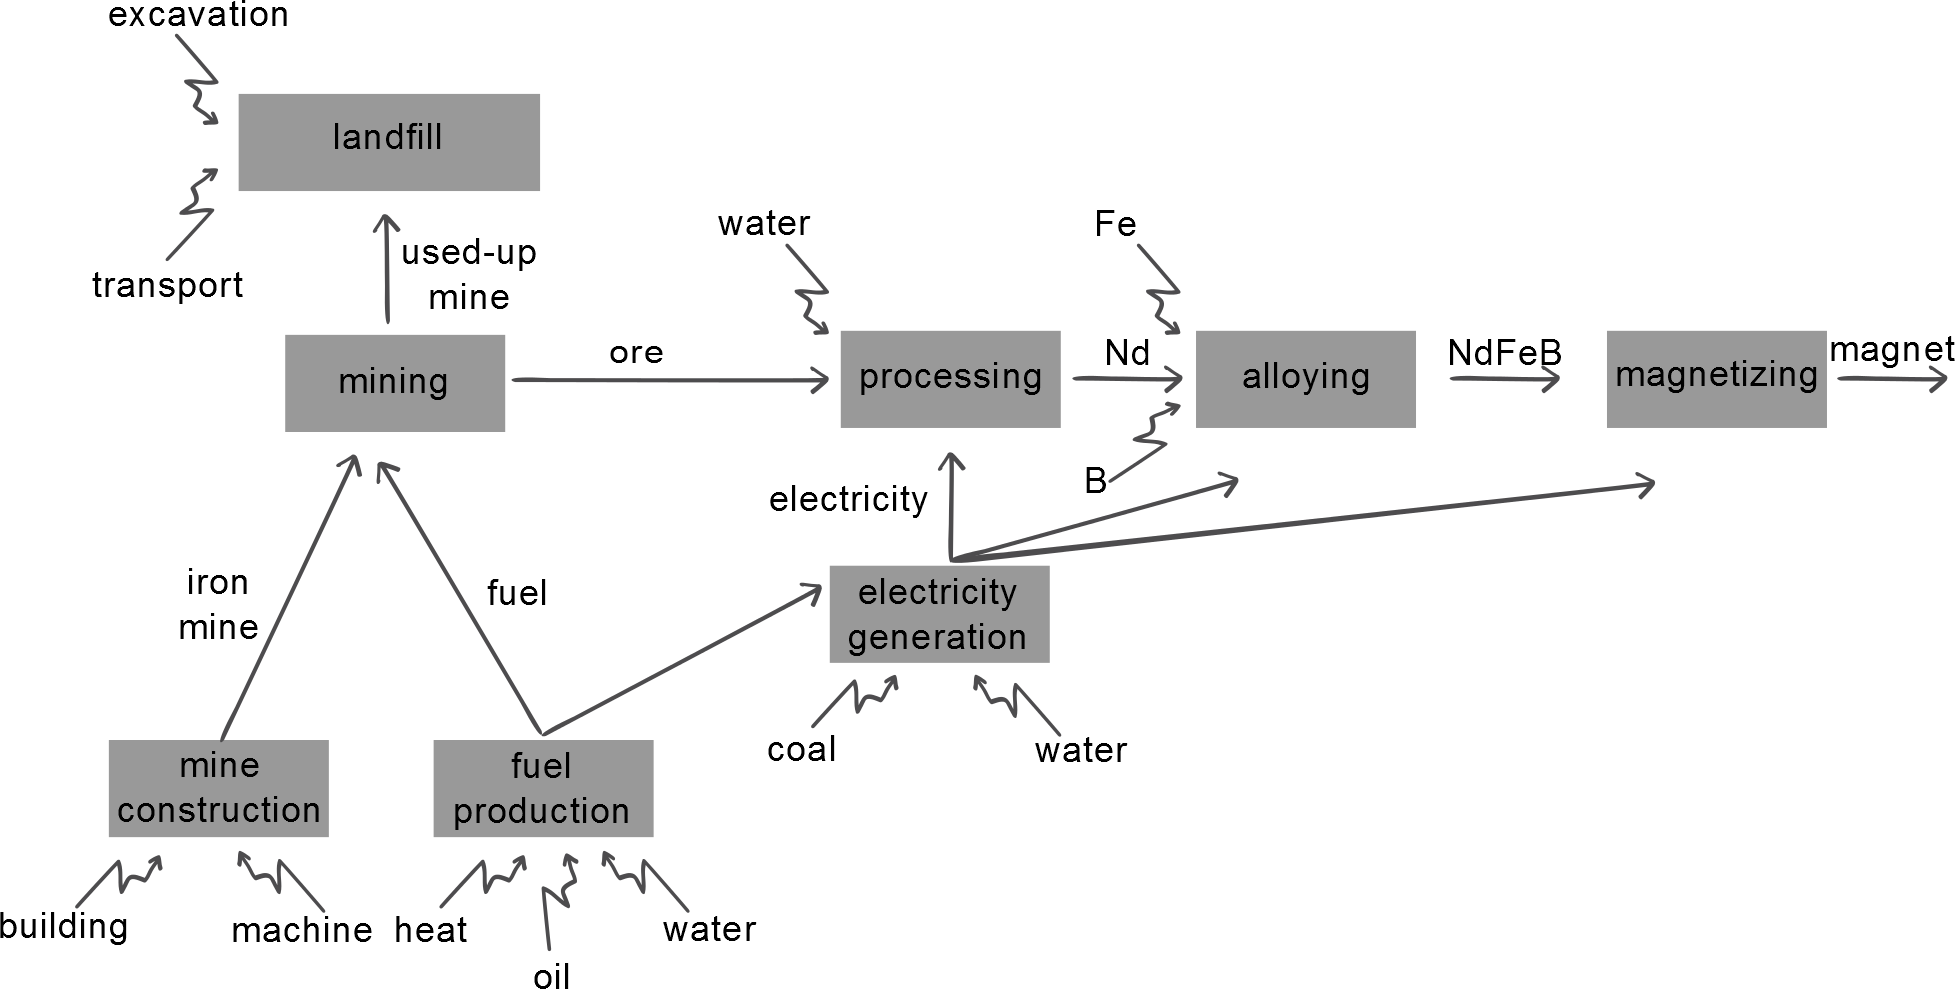 excavation
landfill
transport
used-up
mine
water
Fe
mining
ore
processing
Nd
alloying
NdFeB
magnetizing
magnet
B
electricity
iron
mine
fuel
electricity
generation
coal
water
mine
construction
fuel
production
building
machine
heat
oil
water